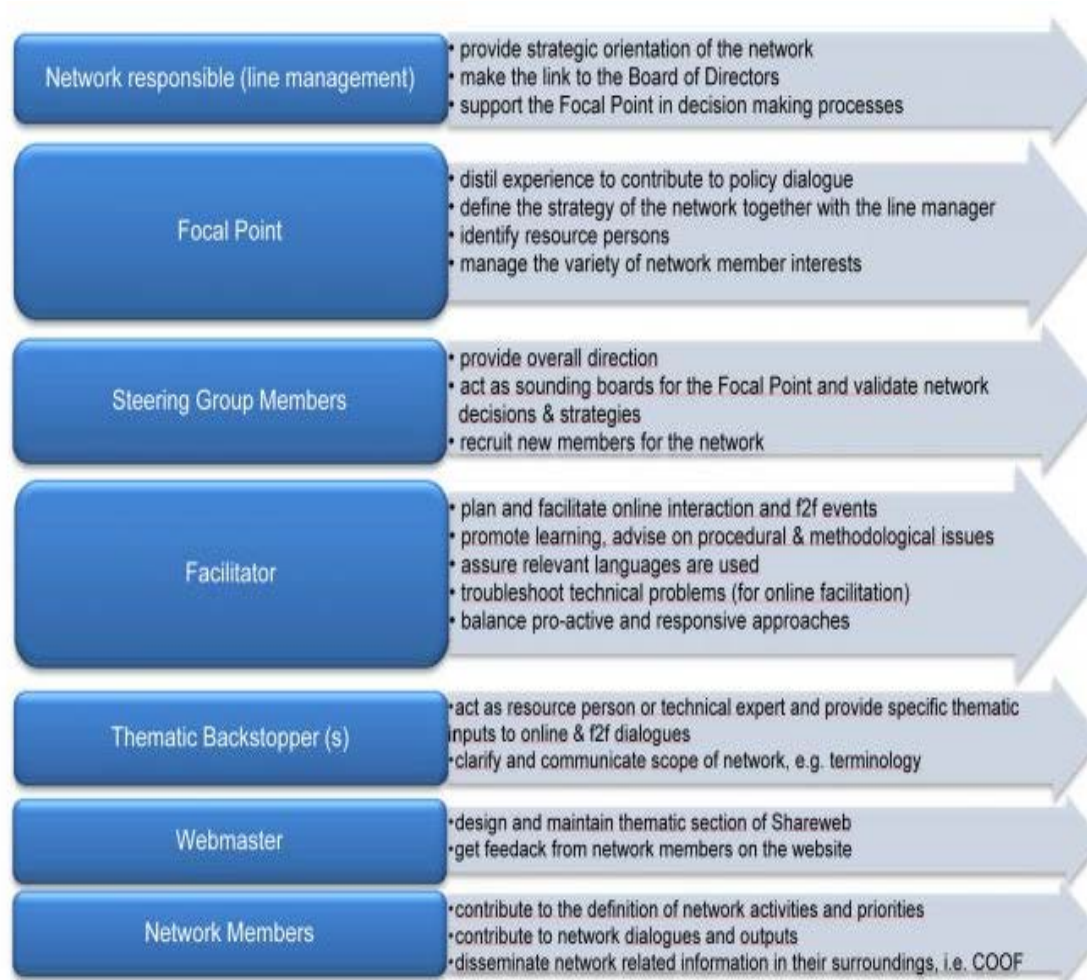 Network responsible (line management)
• provide strategic orientation of the network
• make the link to the Board of Directors
• support the Focal Point in decision making processes
Focal Point
• distil experience to contribute to policy dialogue
• define the strategy of the network together with the line manager
• identify resource persons
• manage the variety of network member interests
Steering Group Members
• provide overall direction
• act as sounding boards for the Focal Point and validate network
decisions & strategies
• recruit new members for the network
Facilitator
• plan and facilitate online interaction and f2f events
• promote learning, advise on procedural & methodological issues
• assure relevant languages are used
• troubleshoot technical problems (for online facilitation)
• balance pro-active and responsive approaches
Thematic Backstopper (s)
•act as resource person or technical expert and provide specific thematic
inputs to online & f2f dialogues
•clarify and communicate scope of network, e.g. terminology
Webmaster
•design and maintain thematic section of Shareweb
•get feedack from network members on the website
Network Members
•contribute to the definition of network activities and priorities
•contribute to network dialogues and outputs
•disseminate network related information in their surroundings, i.e. COOF